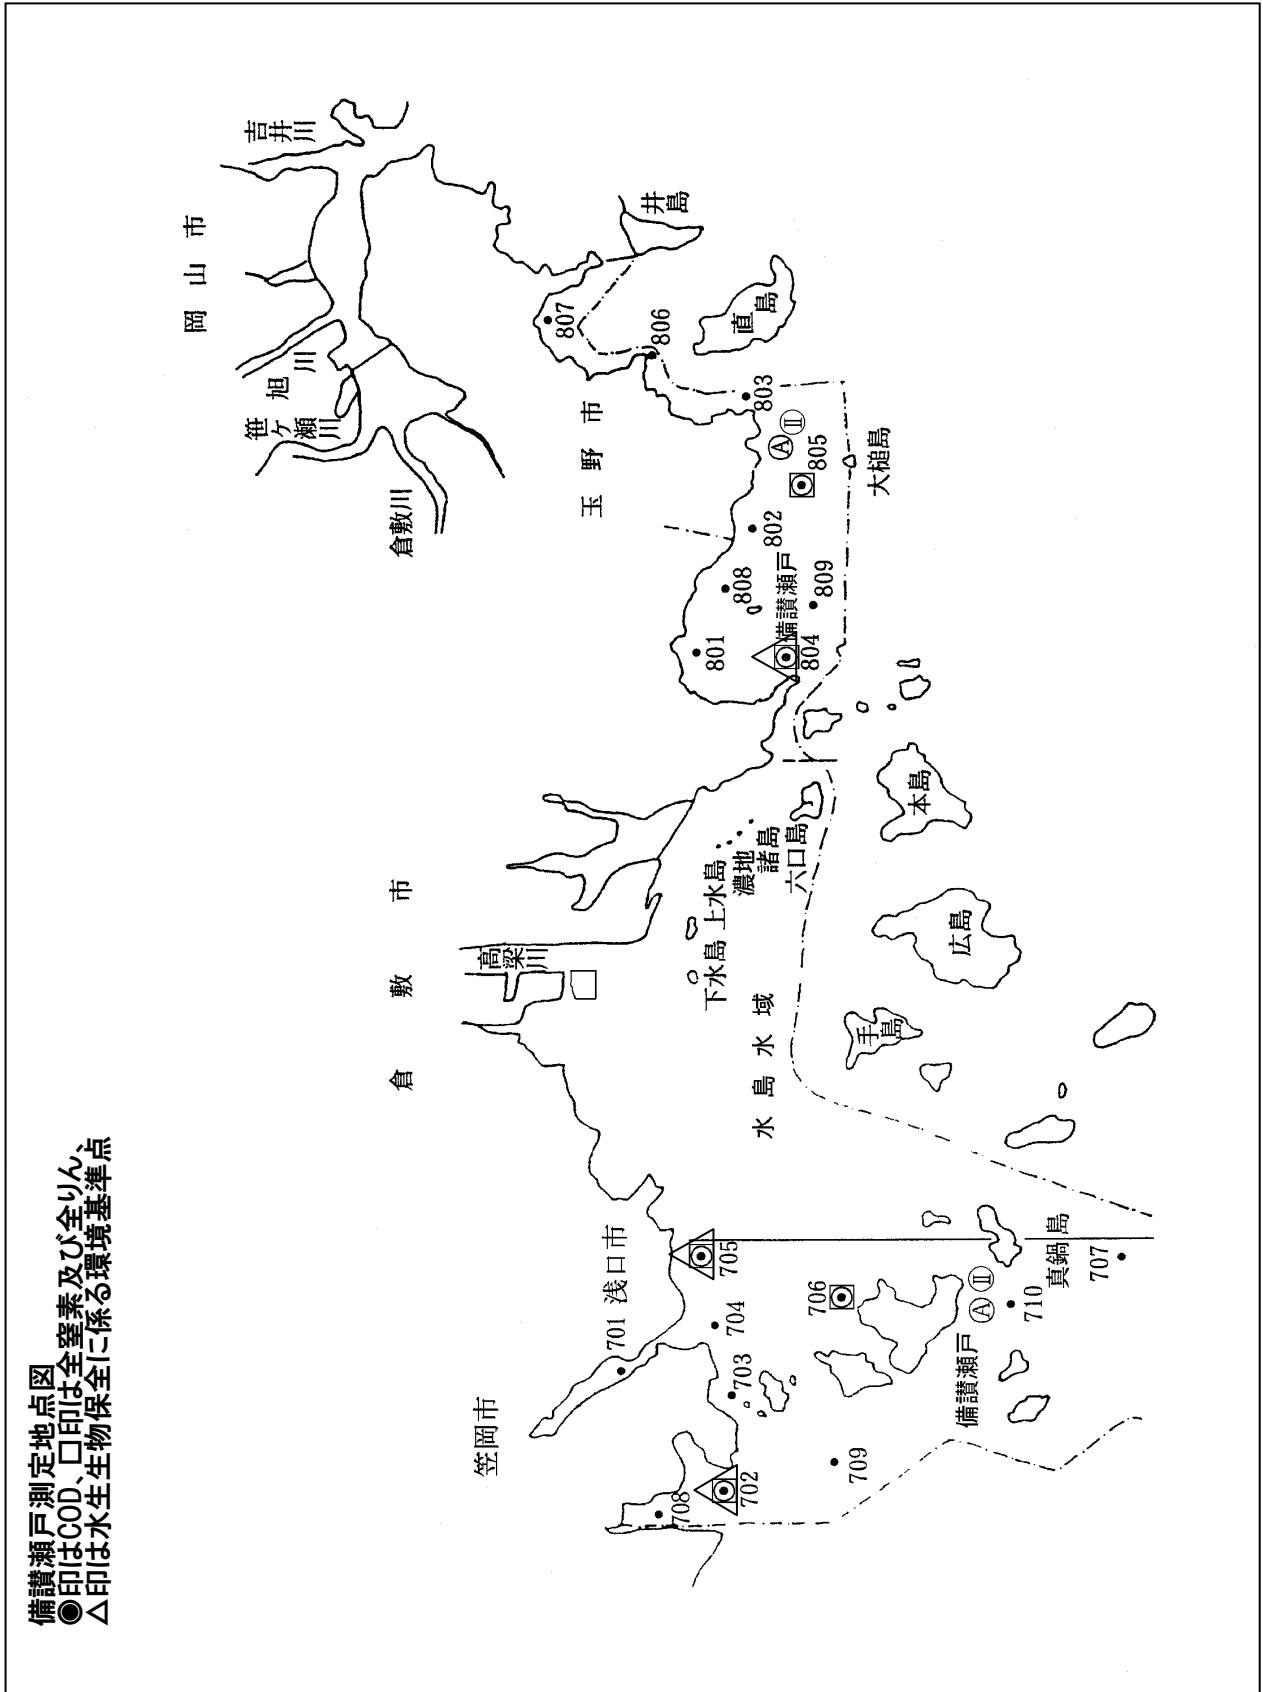 備讃瀬戸測定地点図
◉印はCOD、□印は全窒素及び全りん、
△印は水生生物保全に係る環境基準点
岡山市
吉井川
旭川
笹ヶ瀬川
倉敷川
玉野市
井島
直島
大槌島
807
806
803
Ⓐ Ⅱ
805
802
808
備讃瀬戸
809
801
804
倉敷市
高梁川
上水島
下水島
濃地諸島
六口島
本島
広島
手島
水島水域
浅口市
笠岡市
701
705
704
703
706
702
708
709
備讃瀬戸
Ⓐ Ⅱ
710
真鍋島
707